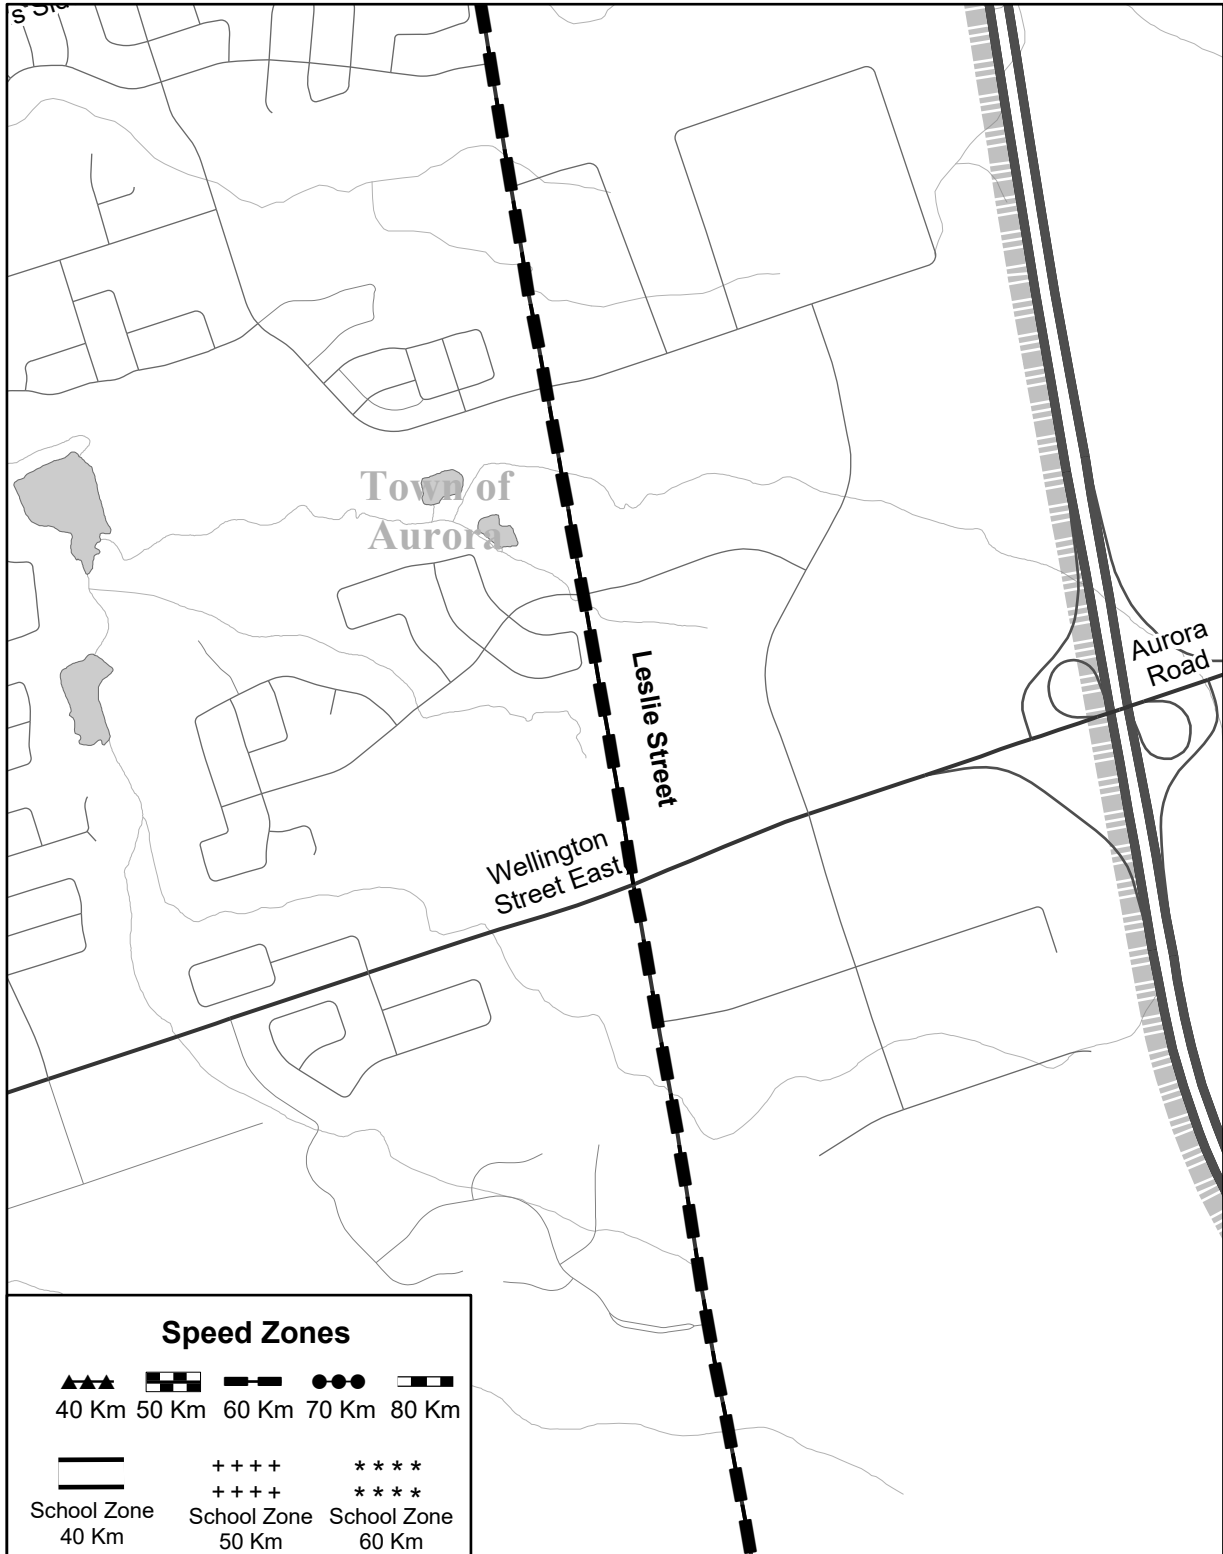 s Sid
Town of
Aurora
Leslie Street
Aurora
Road
Wellington
Street East
Speed Zones
40 Km 50 Km 60 Km 70 Km 80 Km
School Zone
40 Km
School Zone
50 Km
School Zone
60 Km